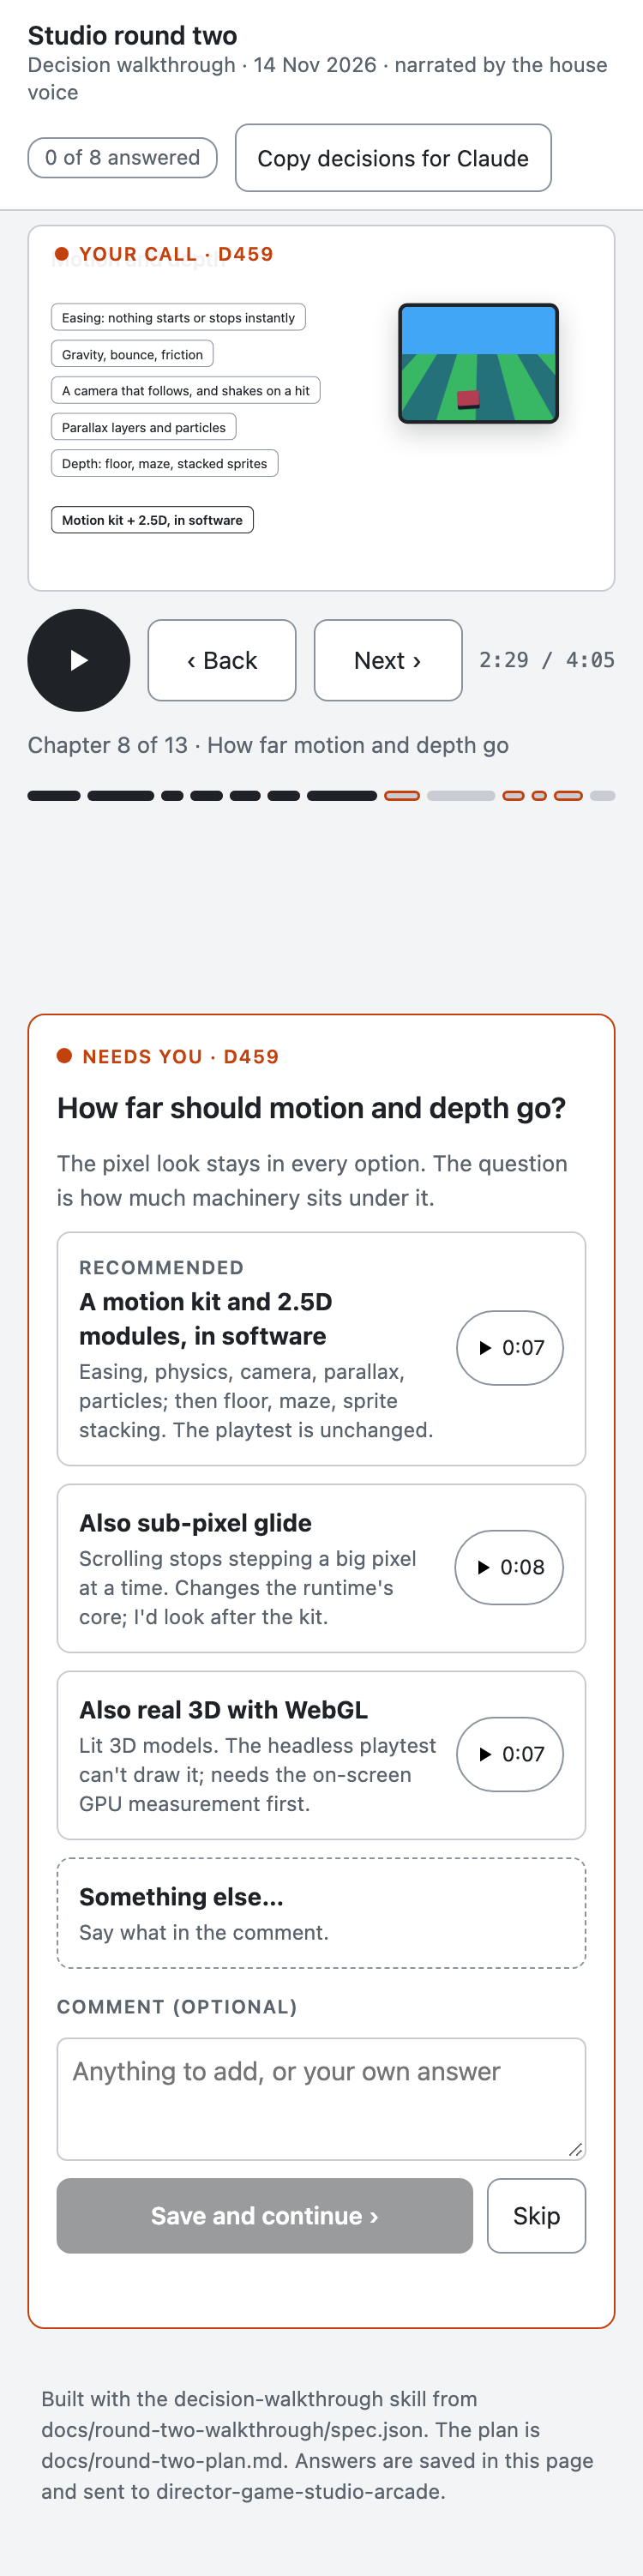 Studio round two
Decision walkthrough · 14 Nov 2026 · narrated by the house
voice
0 of 8 answered
Copy decisions for Claude
YOUR CALL · D459
Easing: nothing starts or stops instantly
Gravity, bounce, friction
A camera that follows, and shakes on a hit
Parallax layers and particles
Depth: floor, maze, stacked sprites
Motion kit + 2.5D, in software
‹ Back
Next ›
2:29 / 4:05
Chapter 8 of 13 · How far motion and depth go
NEEDS YOU · D459
How far should motion and depth go?
The pixel look stays in every option. The question
is how much machinery sits under it.
RECOMMENDED
A motion kit and 2.5D
modules, in software
Easing, physics, camera, parallax,
particles; then floor, maze, sprite
stacking. The playtest is unchanged.
0:07
Also sub-pixel glide
Scrolling stops stepping a big pixel
at a time. Changes the runtime's
core; I'd look after the kit.
0:08
Also real 3D with WebGL
Lit 3D models. The headless playtest
can't draw it; needs the on-screen
GPU measurement first.
0:07
Something else...
Say what in the comment.
COMMENT (OPTIONAL)
Anything to add, or your own answer
Save and continue ›
Skip
Built with the decision-walkthrough skill from
docs/round-two-walkthrough/spec.json. The plan is
docs/round-two-plan.md. Answers are saved in this page
and sent to director-game-studio-arcade.